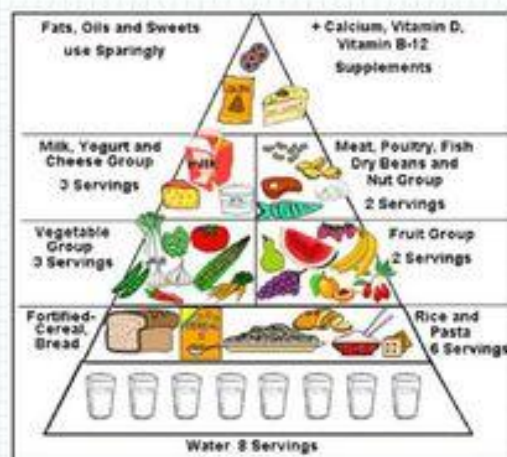 Fats, Oils and Sweets
use Sparingly
+ Calcium, Vitamin D,
Vitamin B-12
Supplements
Milk, Yogurt and
Cheese Group
3 Servings
milk
Meat, Poultry, Fish
Dry Beans and
Nut Group
2 Servings
Vegetable
Group
3 Servings
Fruit Group
2 Servings
Fortified-
Cereal,
Bread
CEREAL
Rice and
Pasta
6 Servings
Water 8 Servings